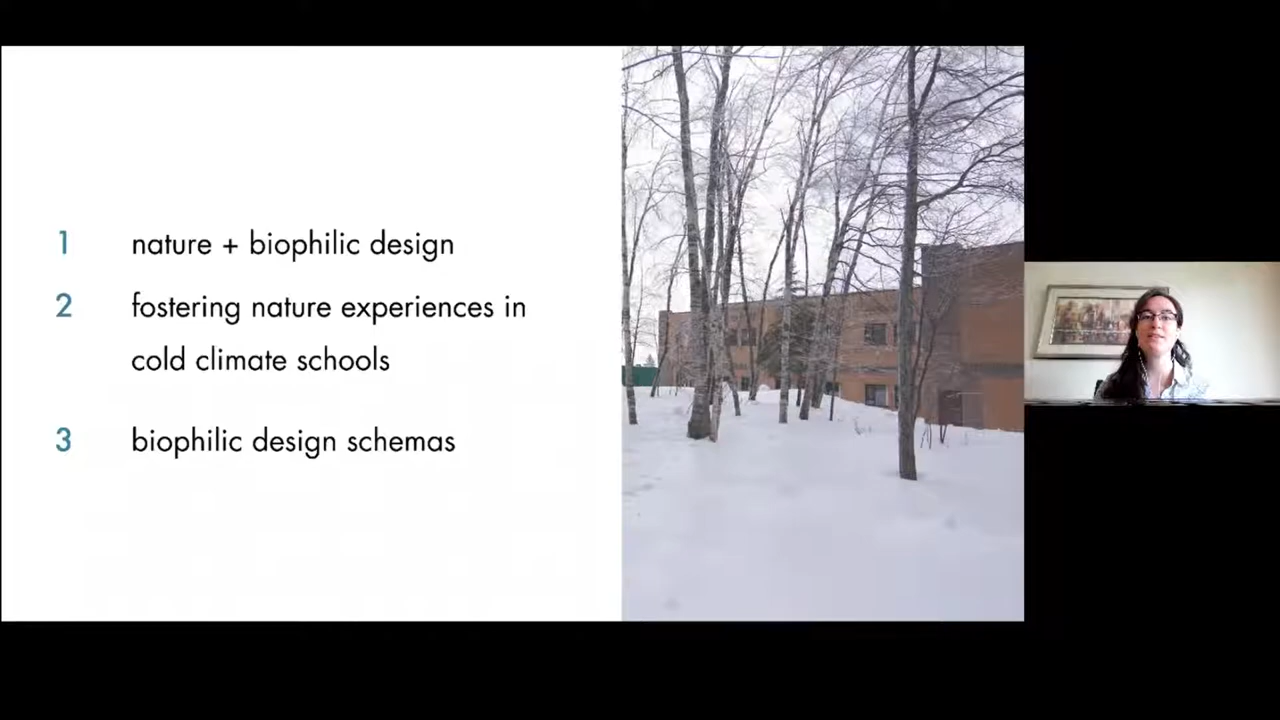 1 nature + biophilic design
2 fostering nature experiences in
cold climate schools
3 biophilic design schemas